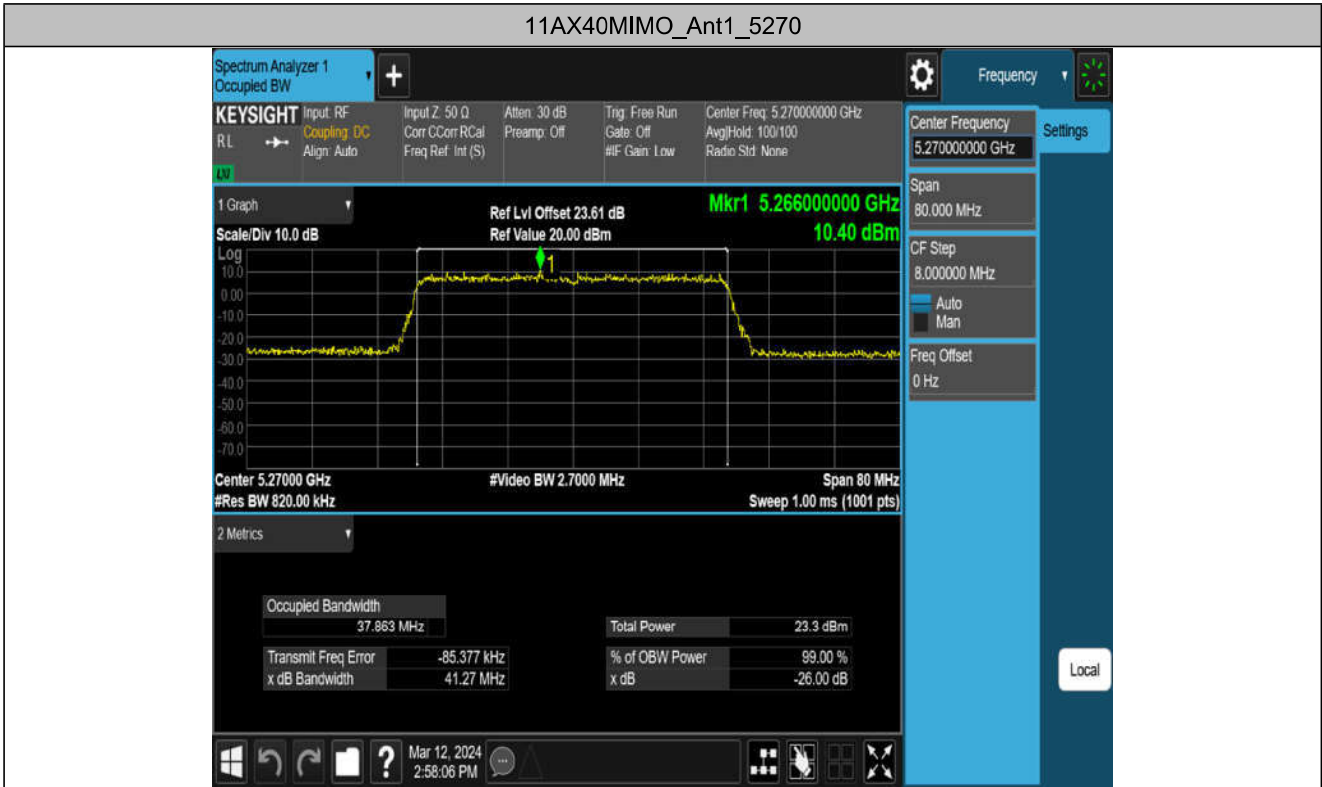 11AX40MIMO_Ant1_5270
Spectrum Analyzer 1
Occupied BW
+
Frequency
KEYSIGHT
RL
Input: RF
Coupling: DC
Align: Auto
Input Z: 50 Ω
Corr CCorr RCal
Freq Ref: Int (S)
Atten: 30 dB
Preamp: Off
Trig: Free Run
Gate: Off
#IF Gain: Low
Center Freq: 5.270000000 GHz
Avg|Hold: 100/100
Radio Std: None
Center Frequency
5.270000000 GHz
Settings
Span
80.000 MHz
CF Step
8.000000 MHz
Auto
Man
Freq Offset
0 Hz
Local
1 Graph
Scale/Div 10.0 dB
Ref Lvl Offset 23.61 dB
Ref Value 20.00 dBm
Mkr1 5.266000000 GHz
10.40 dBm
Log
1
10.0
0.00
-10.0
-20.0
-30.0
-40.0
-50.0
-60.0
-70.0
Center 5.27000 GHz
#Video BW 2.7000 MHz
Span 80 MHz
#Res BW 820.00 kHz
Sweep 1.00 ms (1001 pts)
2 Metrics
Occupied Bandwidth
37.863 MHz
Total Power 23.3 dBm
Transmit Freq Error -85.377 kHz
% of OBW Power 99.00 %
x dB Bandwidth 41.27 MHz
x dB -26.00 dB
?
Mar 12, 2024
2:58:06 PM